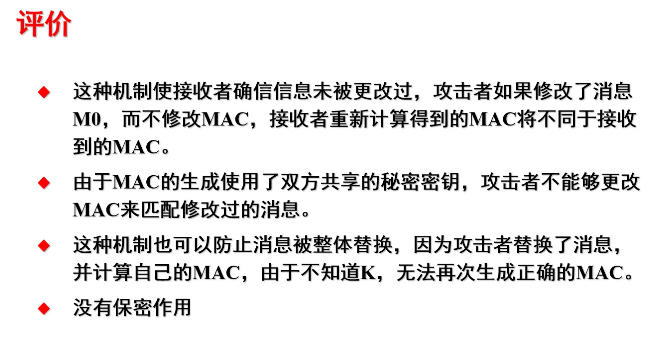 评价
这种机制使接收者确信信息未被更改过，攻击者如果修改了消息
M0，而不修改MAC，接收者重新计算得到的MAC将不同于接收
到的MAC。
由于MAC的生成使用了双方共享的秘密密钥，攻击者不能够更改
MAC来匹配修改过的消息。
这种机制也可以防止消息被整体替换，因为攻击者替换了消息，
并计算自己的MAC，由于不知道K，无法再次生成正确的MAC。
没有保密作用